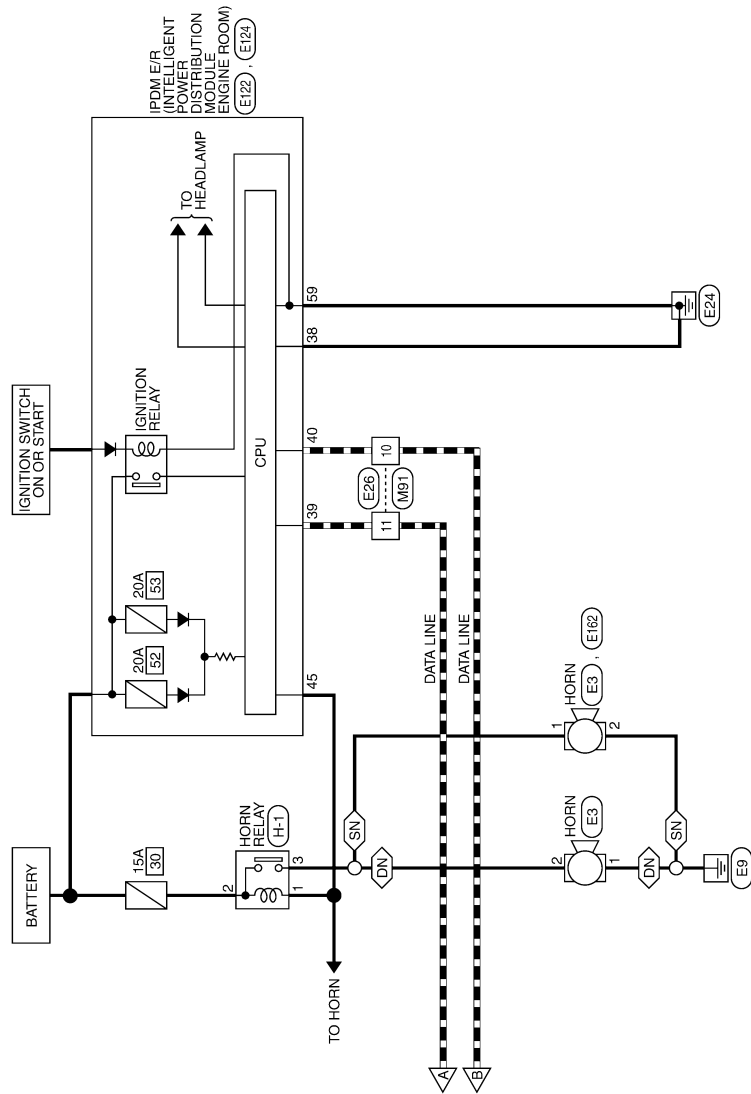 BATTERY
IGNITION SWITCH
ON OR START
15A
30
20A
52
20A
53
IGNITION
RELAY
TO
HEADLAMP
IPDM E/R
(INTELLIGENT
POWER
DISTRIBUTION
MODULE
ENGINE ROOM)
E122 , E124
CPU
HORN
RELAY
H-1
2
1
3
45
39
40
38
59
TO HORN
SN
DN
E26
M91
11
10
DATA LINE
DATA LINE
HORN
E3
2
1
HORN
E3 , E162
1
2
DN
SN
E9
E24
A
B